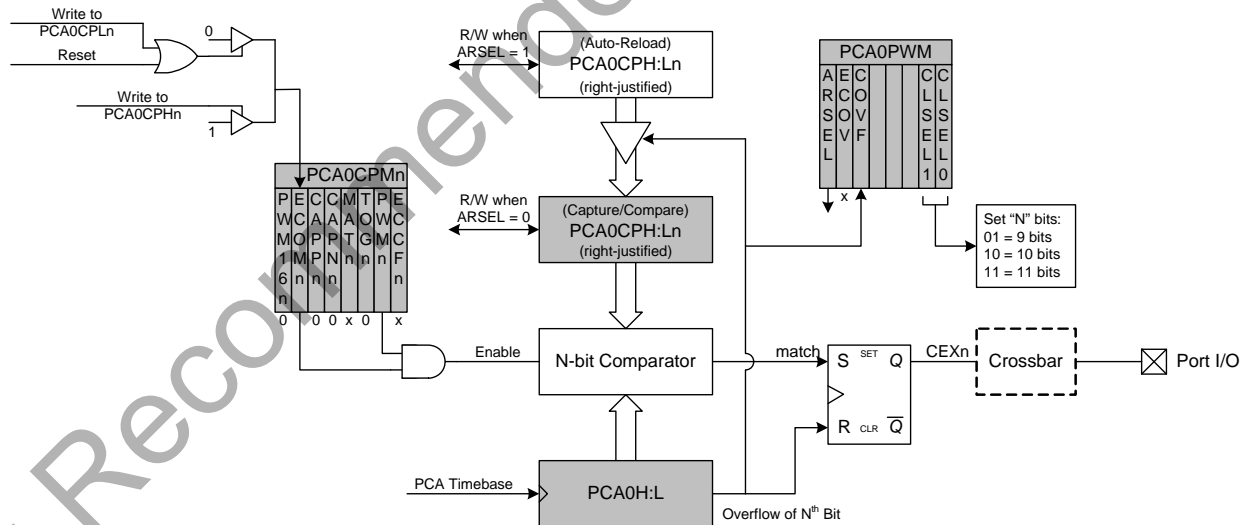 Write to
PCA0CPLn
Reset
0
Write to
PCA0CPHn
1
R/W when
ARSEL = 1
(Auto-Reload)
PCA0CPH:Ln
(right-justified)
PCA0PWM
ARSEL
ECOV
COVF
CLSEL1
CLSEL0
x
Set “N” bits:
01 = 9 bits
10 = 10 bits
11 = 11 bits
PCA0CPMn
PWM16n
ECOMn
CAPPn
CAPNn
MATn
TOGn
PWMn
ECCFn
0 0 0 x 0 x
R/W when
ARSEL = 0
(Capture/Compare)
PCA0CPH:Ln
(right-justified)
Enable
N-bit Comparator
match
S SET Q
R CLR Q
CEXn
Crossbar
Port I/O
PCA Timebase
PCA0H:L
Overflow of Nth Bit
Recommende